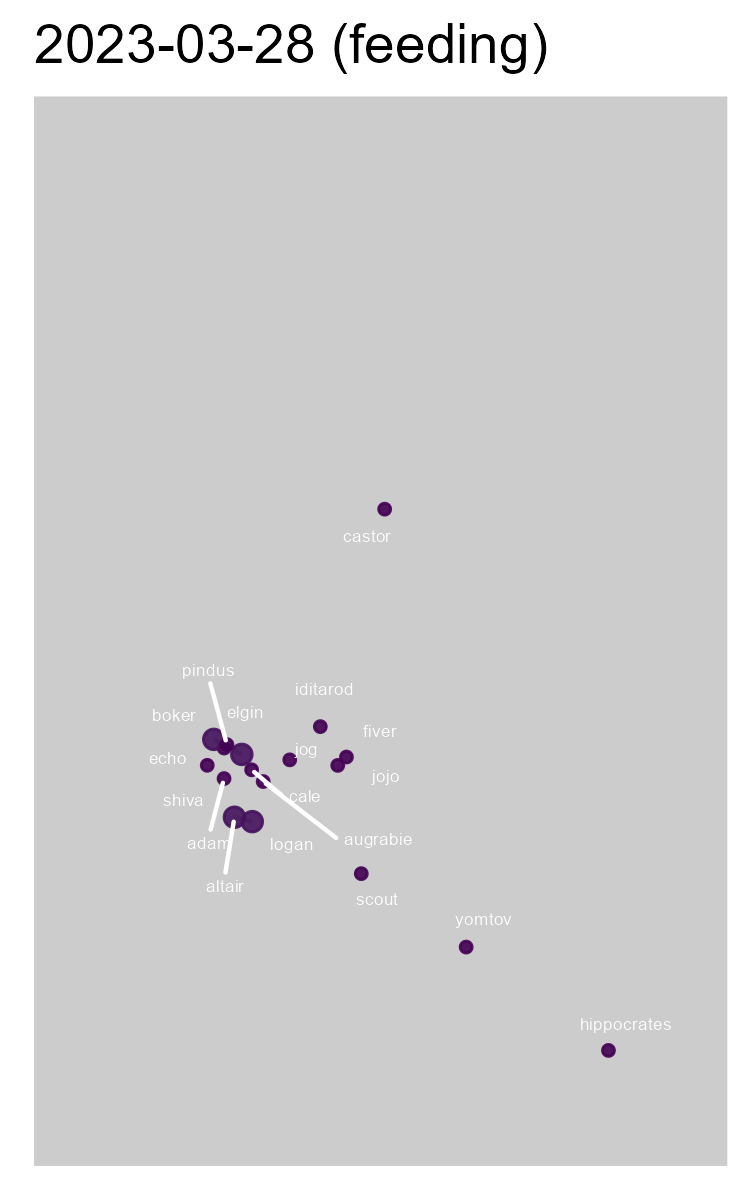 2023-03-28 (feeding)
castor
pindus
iditarod
boker
elgin
fiver
jog
echo
jojo
shiva
cale
adam
logan
augrabie
altair
scout
yomtov
hippocrates